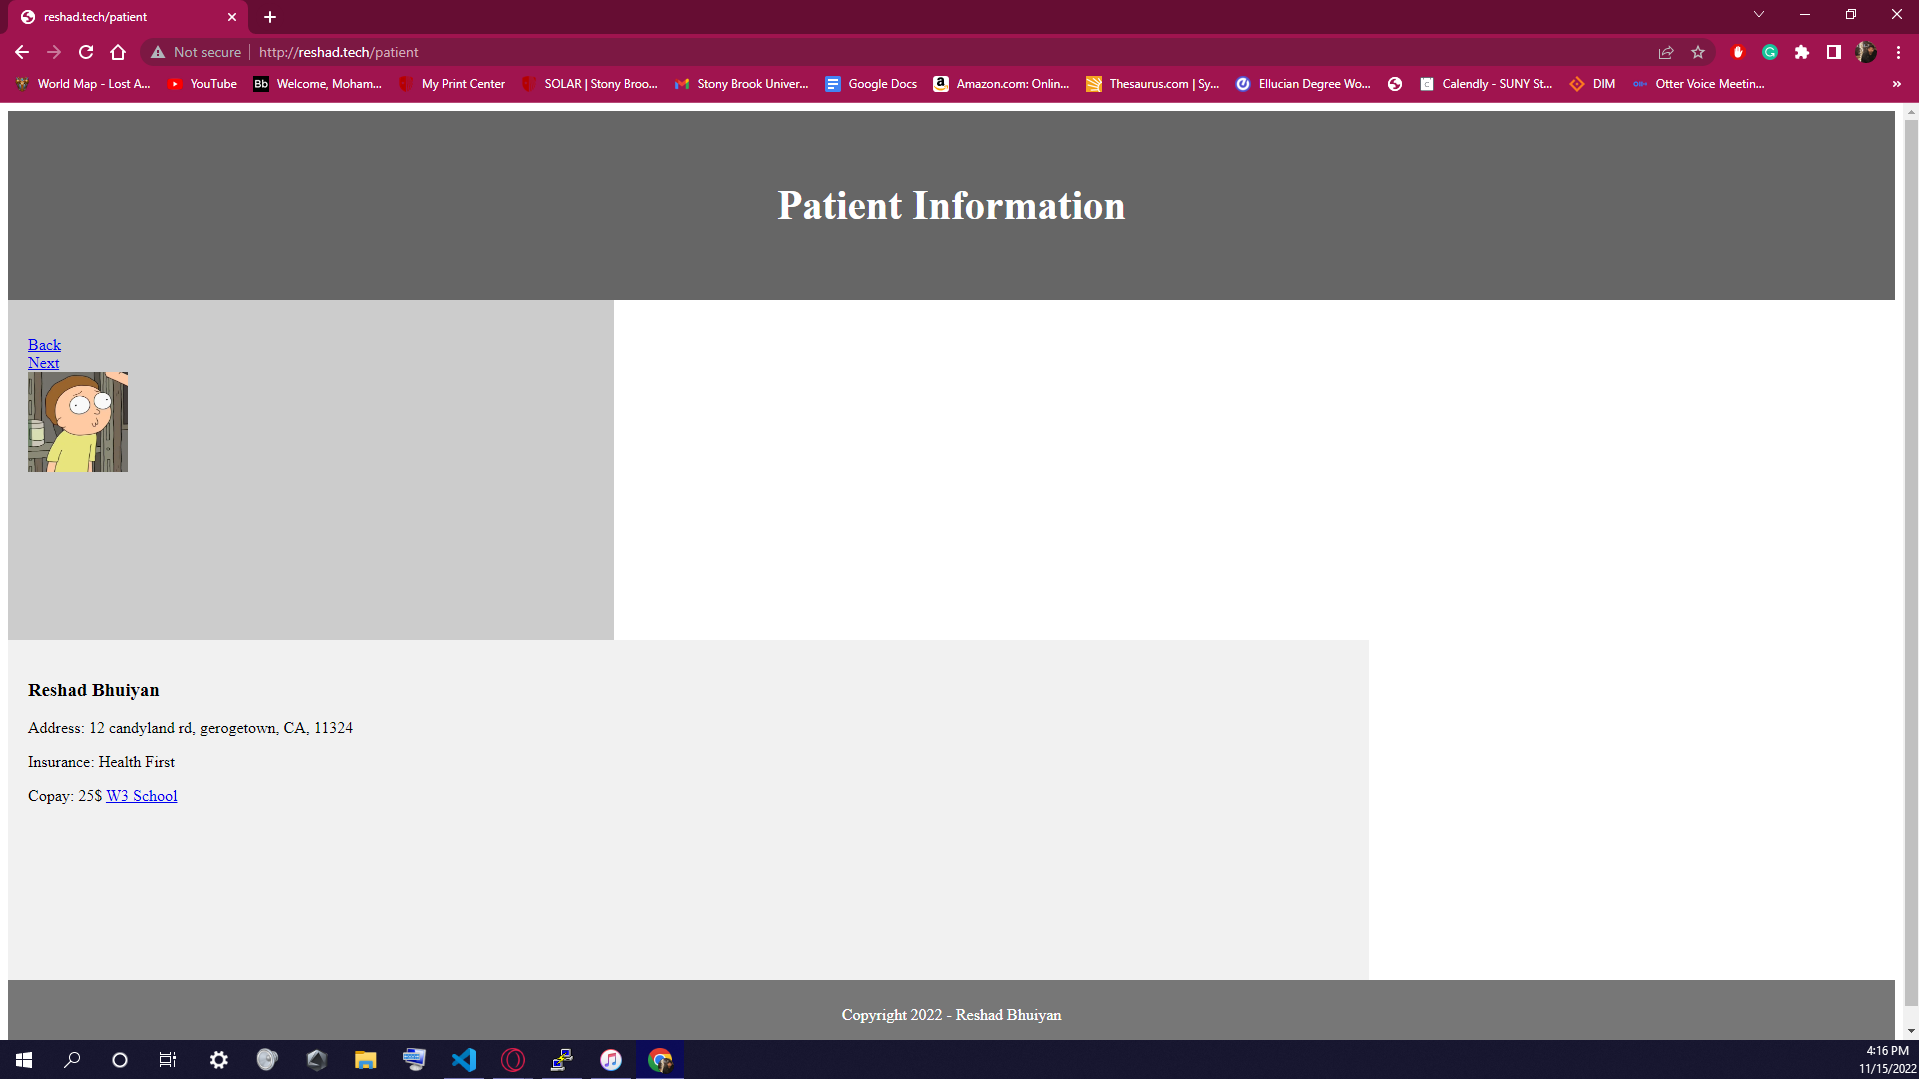 reshad.tech/patient
Not secure http://reshad.tech/patient
World Map - Lost A... YouTube Bb Welcome, Moham... My Print Center SOLAR | Stony Broo... Stony Brook Univer... Google Docs a Amazon.com: Onlin... Thesaurus.com | Sy... Ellucian Degree Wo... C Calendly - SUNY St... DIM Otter Voice Meetin... »
Patient Information
Back
Next
Reshad Bhuiyan
Address: 12 candyland rd, gerogetown, CA, 11324
Insurance: Health First
Copay: 25$ W3 School
Copyright 2022 - Reshad Bhuiyan
4:16 PM
11/15/2022